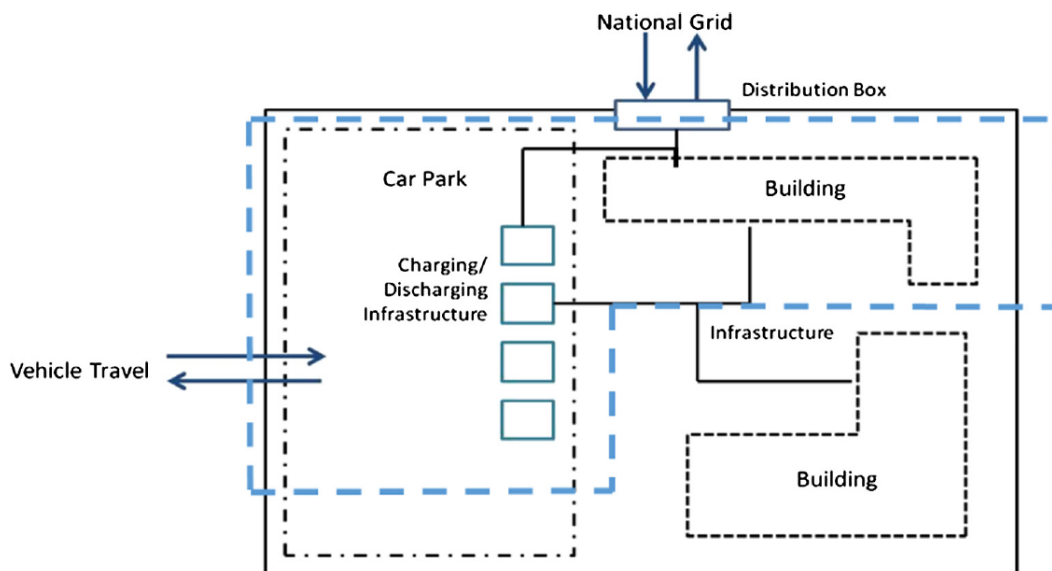 National Grid
Distribution Box
Car Park
Building
Charging/
Discharging
Infrastructure
Infrastructure
Vehicle Travel
Building